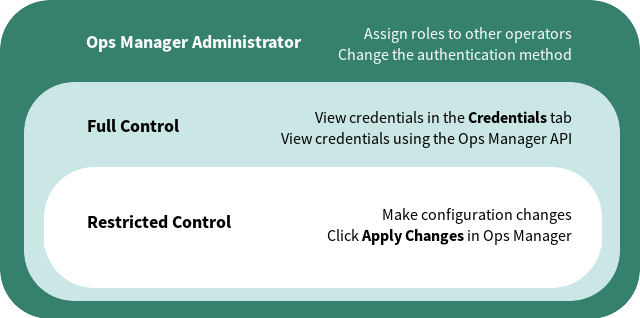 Ops Manager Administrator
Assign roles to other operators
Change the authentication method
Full Control
View credentials in the Credentials tab
View credentials using the Ops Manager API
Restricted Control
Make configuration changes
Click Apply Changes in Ops Manager